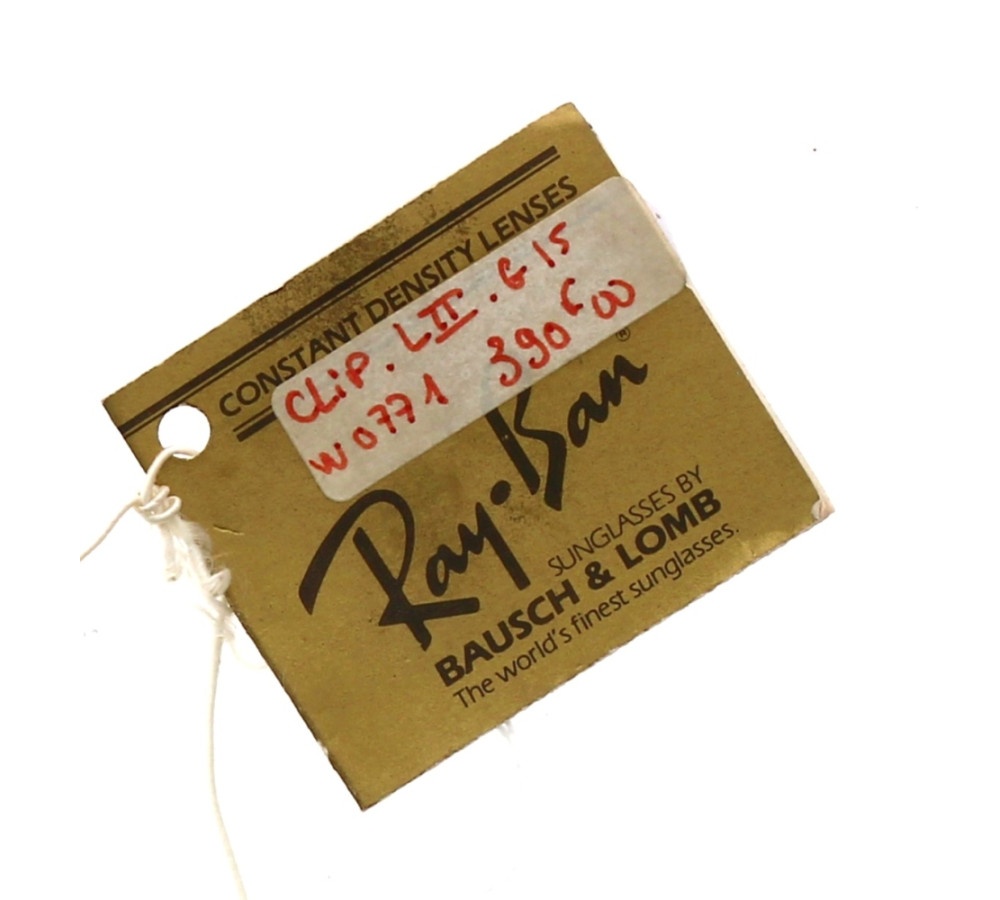 CONSTANT DENSITY LENSES
CLiP. LII. G 15
W0771 390 € 00
Ray·Ban®
SUNGLASSES BY
BAUSCH & LOMB
The world's finest sunglasses.